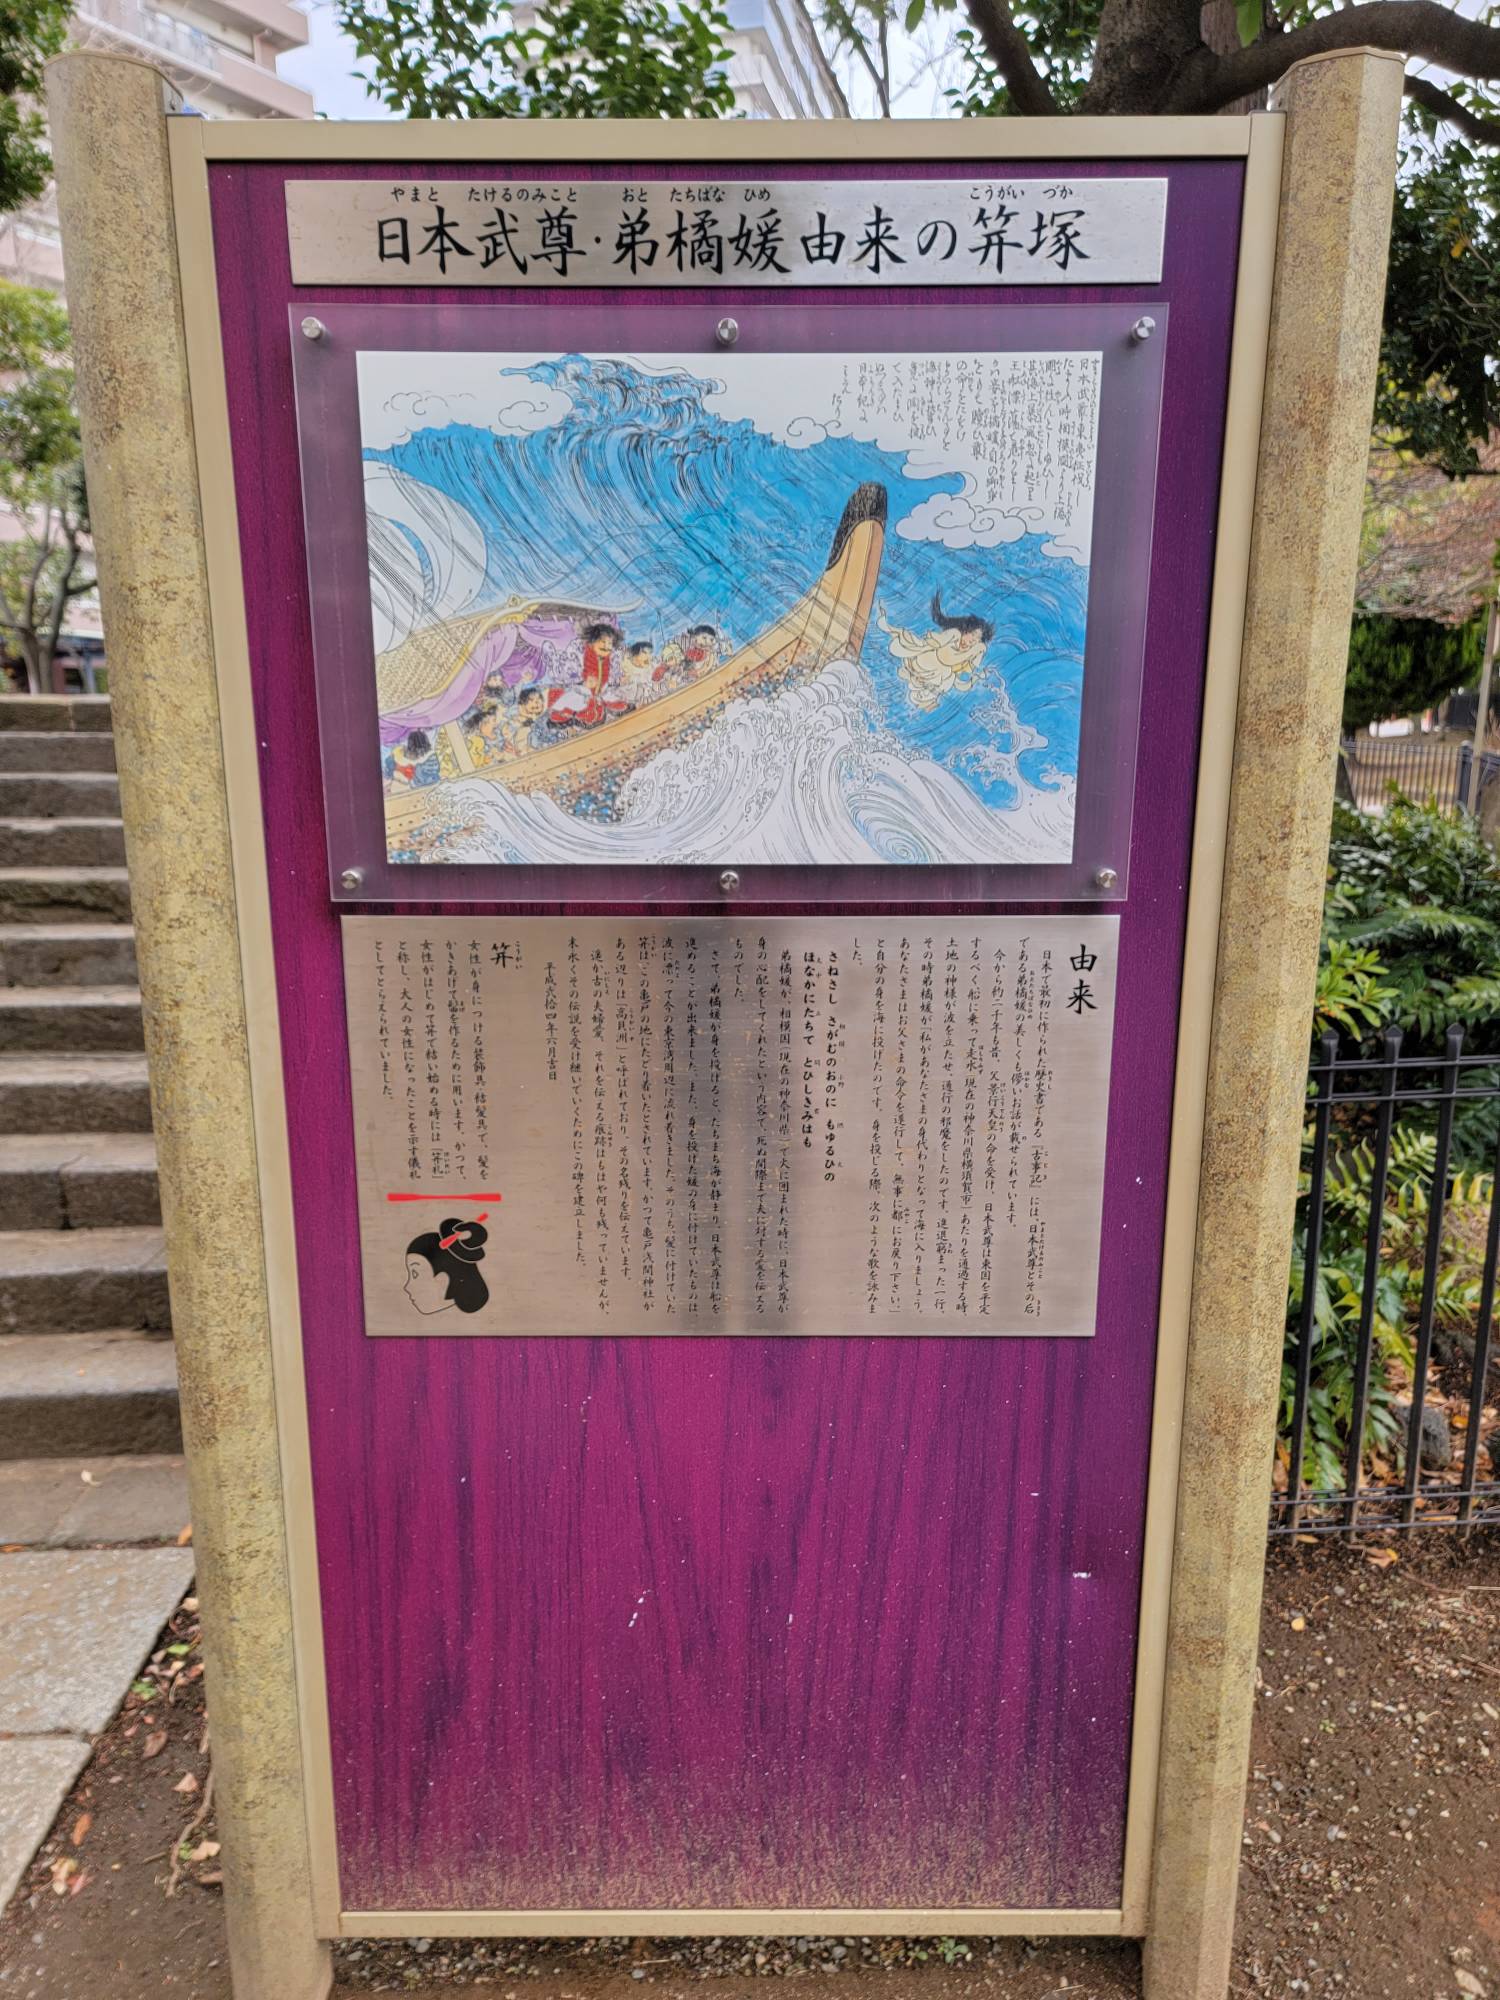 やまと たけるのみこと おと たちばな ひめ こうがい づか
日本武尊・弟橘媛由来の笄塚
由来
日本で最初に作られた歴史書である『古事記』には、日本武尊とその后
である弟橘媛の美しくも儚いお話が載せられています。
今から約二千年も昔、父景行天皇の命を受け、日本武尊は東国を平定
するべく船に乗って走水(現在の神奈川県横須賀市)あたりを通過する時、
土地の神様が波を立たせ、通行の邪魔をしたのです。進退窮まった一行、
その時弟橘媛が「私があなたさまの身代わりとなって海に入りましょう。
あなたさまはお父さまの命令を遂行して、無事に都にお戻り下さい」
と自分の身を海に投げたのです。身を投じる際、次のような歌を詠みま
した。
さねさし さがむのおのに もゆるひの
ほなかにたちて とひしきみはも
弟橘媛が、相模国(現在の神奈川県)で火に囲まれた時に、日本武尊が
身の心配をしてくれたという内容で、死ぬ間際まで夫に対する愛を伝える
ものでした。
さて、弟橘媛が身を投げると、たちまち海が静まり、日本武尊は船を
進めることが出来ました。また、身を投げた媛の身に付けていたものは、
波に漂って今の東京湾周辺に流れ着きました。そのうち、髪に付けていた
笄は、この亀戸の地にたどり着いたとされています。かつて亀戸浅間神社が
ある辺りは「高貝洲」と呼ばれており、その名残りを伝えています。
遥か古の夫婦愛、それを伝える痕跡はもはや何も残っていませんが、
末永くその伝説を受け継いでいくためにこの碑を建立しました。
平成弐拾四年六月吉日
笄
こうがい
女性が身につける装飾具・結髪具で、髪を
かきあげて髷を作るために用います。かつて、
女性がはじめて笄で結い始める時には「笄礼」
と称し、大人の女性になったことを示す儀礼
としてとらえられていました。